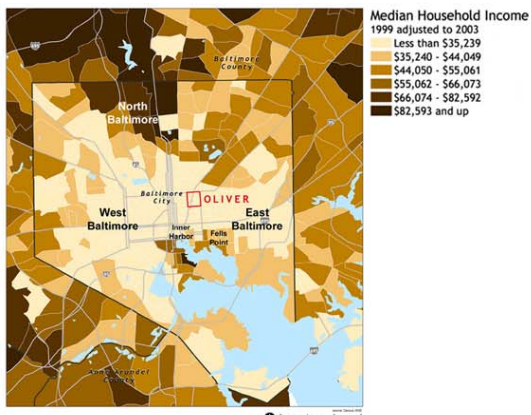 Median Household Income
1999 adjusted to 2003
Less than $35,239
$35,240 - $44,049
$44,050 - $55,061
$55,062 - $66,073
$66,074 - $82,592
$82,593 and up
Baltimore
County
North
Baltimore
Baltimore
City
OLIVER
West
Baltimore
East
Baltimore
Inner
Harbor
Fells
Point
Anne Arundel
County